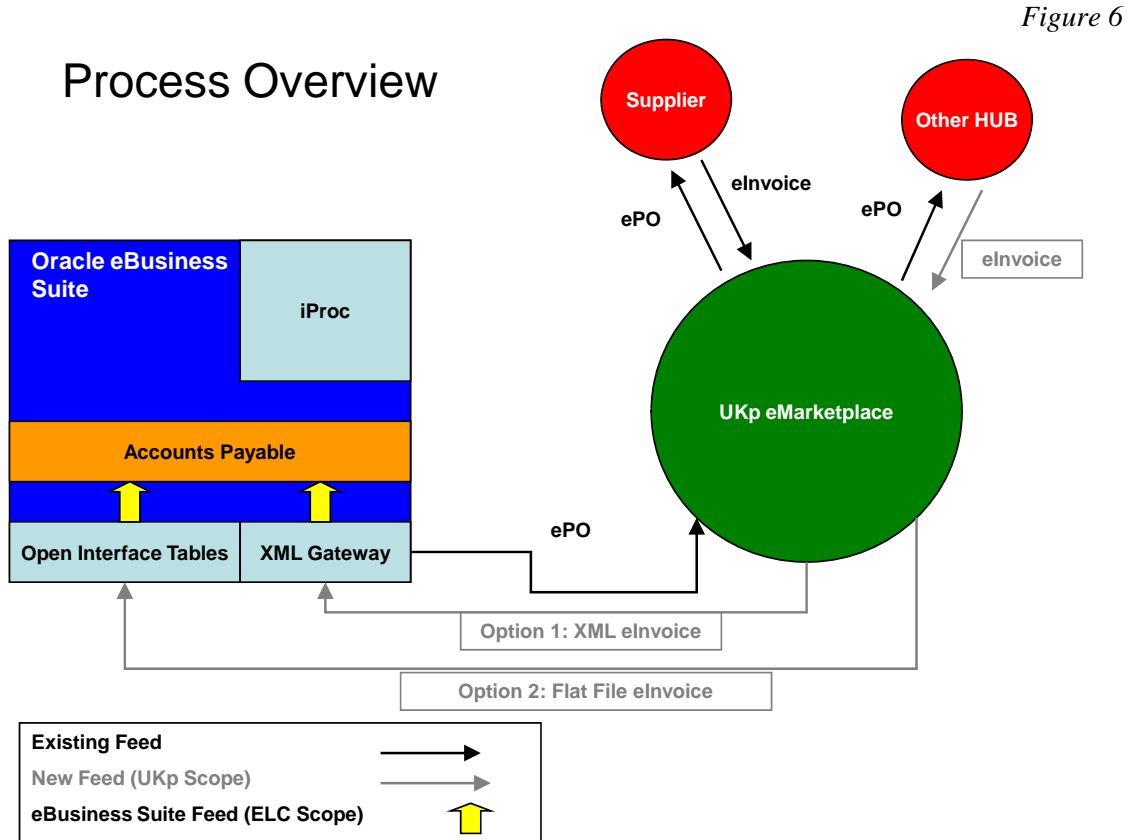 Figure 6
Process Overview
Supplier
Other HUB
eInvoice
ePO
ePO
eInvoice
Oracle eBusiness
Suite
iProc
UKp eMarketplace
Accounts Payable
Open Interface Tables
XML Gateway
ePO
Option 1: XML eInvoice
Option 2: Flat File eInvoice
Existing Feed
New Feed (UKp Scope)
eBusiness Suite Feed (ELC Scope)